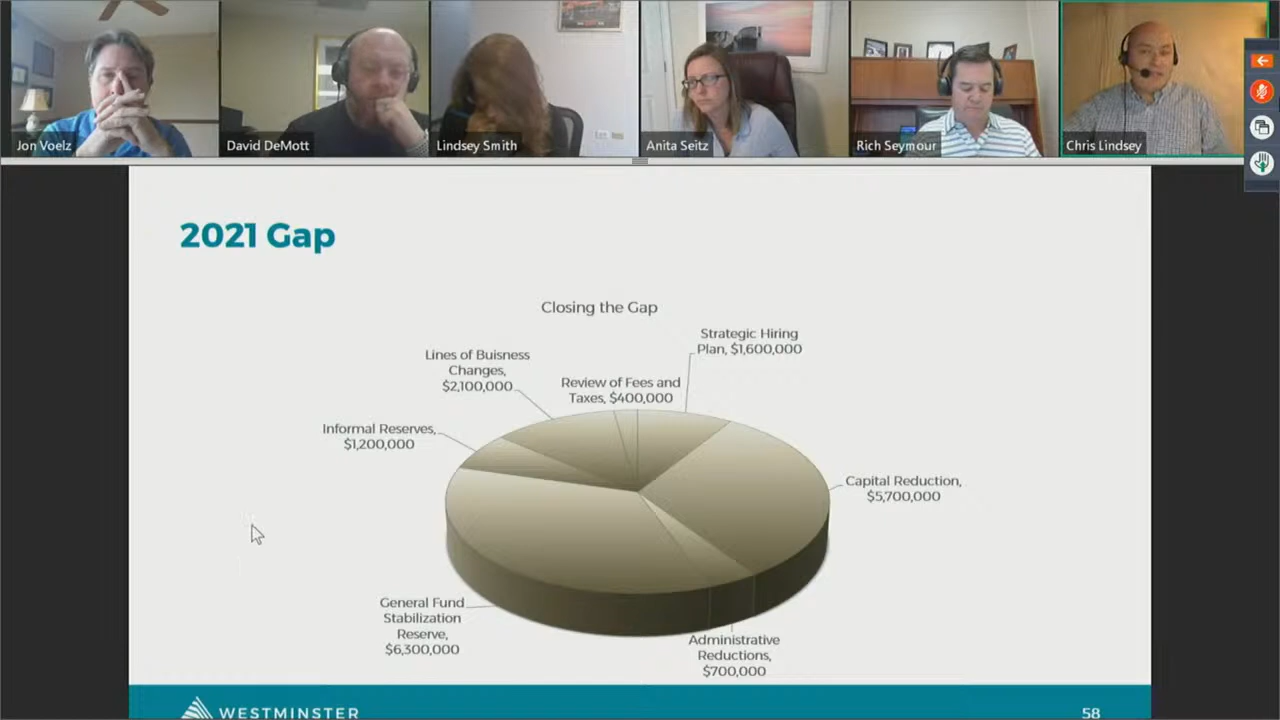 Jon Voelz
David DeMott
Lindsey Smith
Anita Seitz
Rich Seymour
Chris Lindsey
2021 Gap
Closing the Gap
Strategic Hiring
Plan, $1,600,000
Lines of Buisness
Changes,
$2,100,000
Review of Fees and
Taxes, $400,000
Informal Reserves,
$1,200,000
Capital Reduction,
$5,700,000
General Fund
Stabilization
Reserve,
$6,300,000
Administrative
Reductions,
$700,000
WESTMINSTER
58